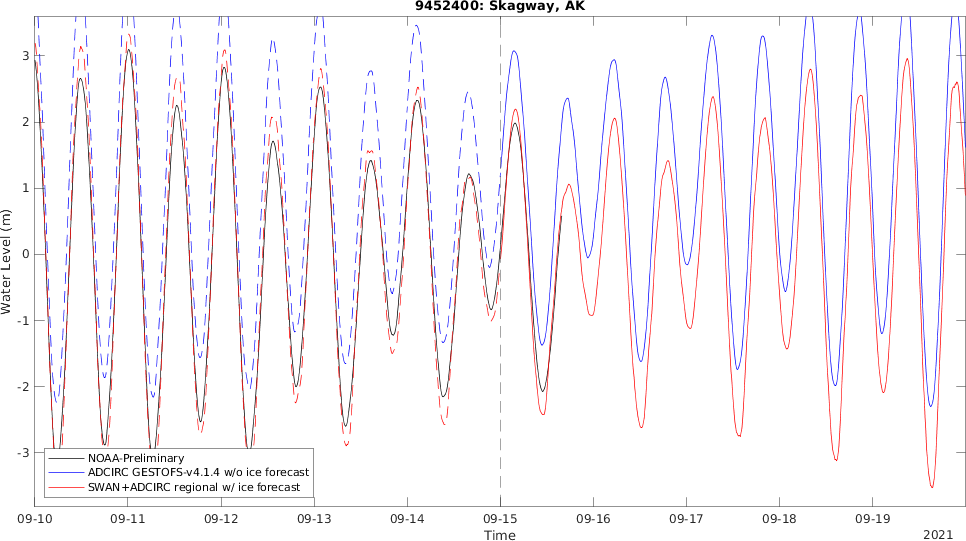 9452400: Skagway, AK
Water Level (m)
3
2
1
0
-1
-2
-3
NOAA-Preliminary
ADCIRC GESTOFS-v4.1.4 w/o ice forecast
SWAN+ADCIRC regional w/ ice forecast
09-10 09-11 09-12 09-13 09-14 09-15 09-16 09-17 09-18 09-19
Time
2021